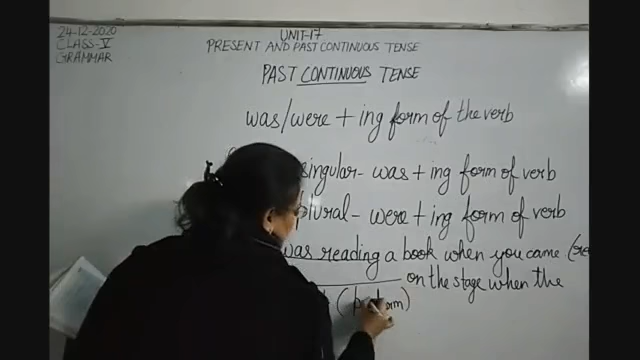 24-12-2020
CLASS-V
GRAMMAR
UNIT-17
PRESENT AND PAST CONTINUOUS TENSE
PAST CONTINUOUS TENSE
was/were + ing form of the verb
singular- was + ing form of verb
plural - were + ing form of verb
was reading a book when you came.
on the stage when the